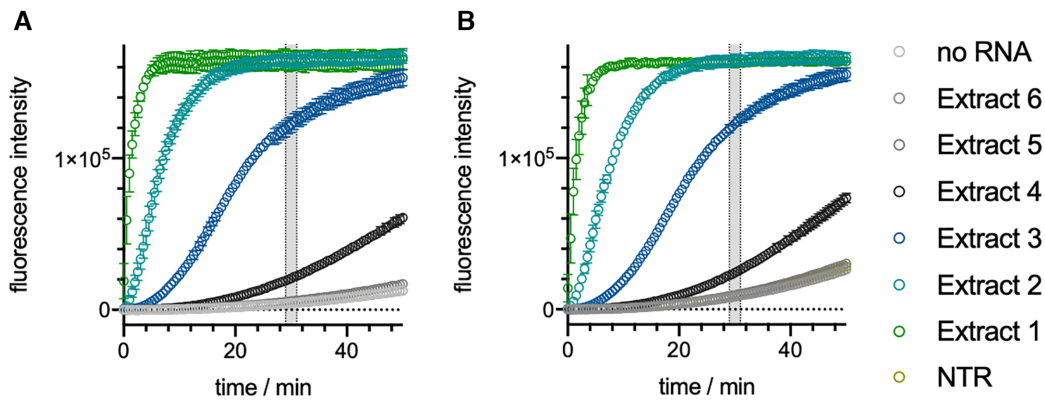 A
B
fluorescence intensity
1×10⁵
0
0
20
40
time / min
fluorescence intensity
1×10⁵
0
0
20
40
time / min
no RNA
Extract 6
Extract 5
Extract 4
Extract 3
Extract 2
Extract 1
NTR